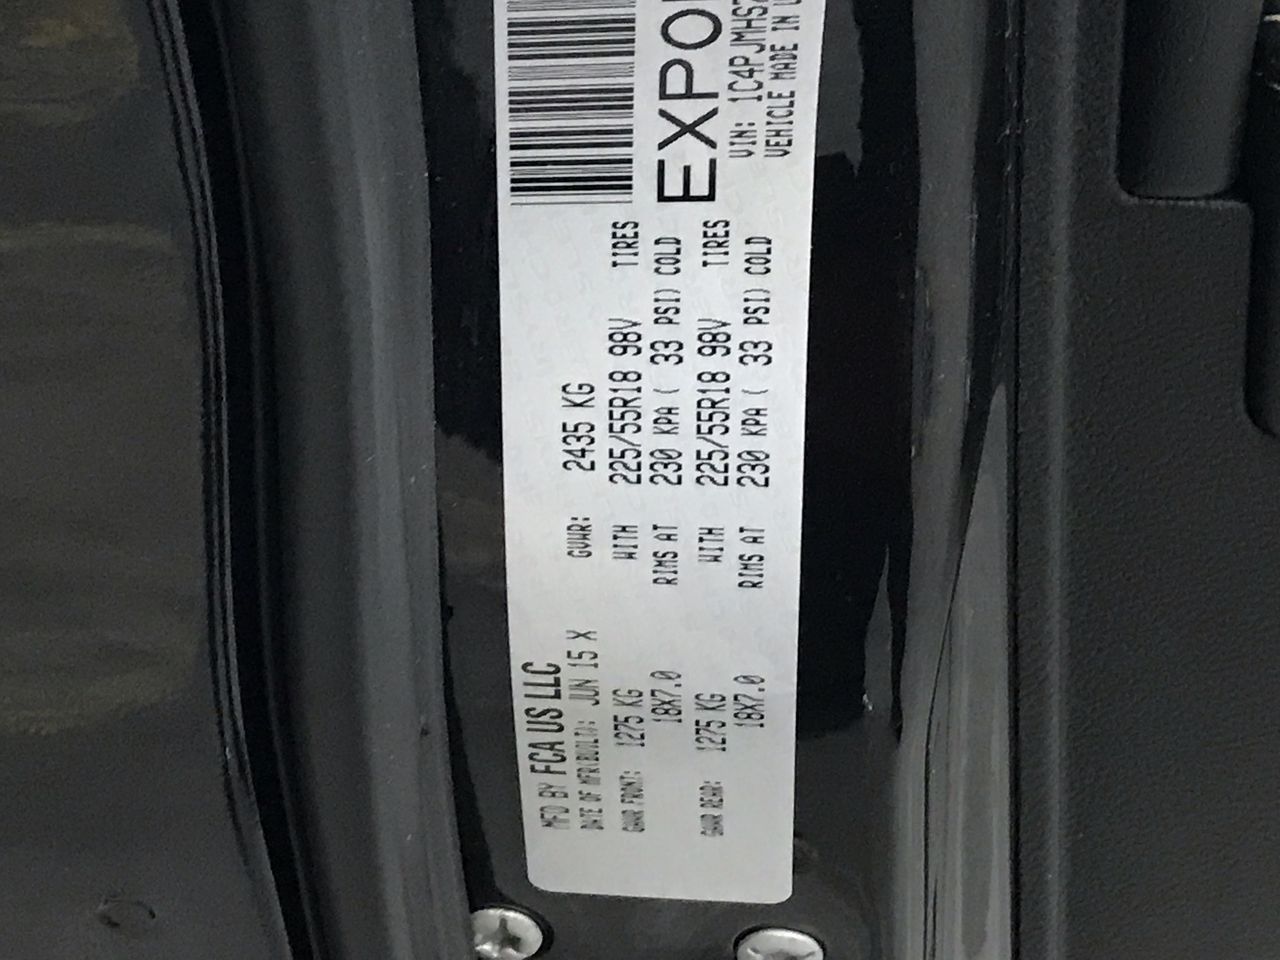 MFD BY FCA US LLC
DATE OF MFR(BUILT): JUN 15 X GVWR: 2435 KG
GAWR FRONT: 1275 KG WITH 225/55R18 98V TIRES
18X7.0 RIMS AT 230 KPA ( 33 PSI) COLD
EXPO
GAWR REAR: 1275 KG WITH 225/55R18 98V TIRES
18X7.0 RIMS AT 230 KPA ( 33 PSI) COLD
VIN: 1C4PJMHS
VEHICLE MADE IN